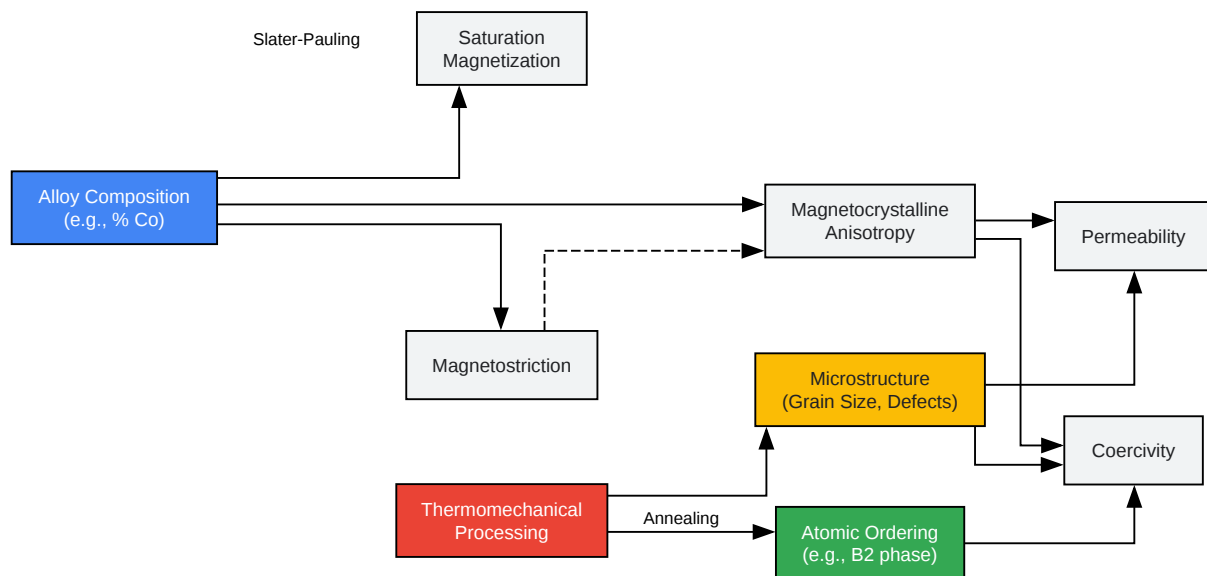 Slater-Pauling
Saturation
Magnetization
Alloy Composition
(e.g., % Co)
Magnetocrystalline
Anisotropy
Permeability
Magnetostriction
Microstructure
(Grain Size, Defects)
Coercivity
Thermomechanical
Processing
Annealing
Atomic Ordering
(e.g., B2 phase)